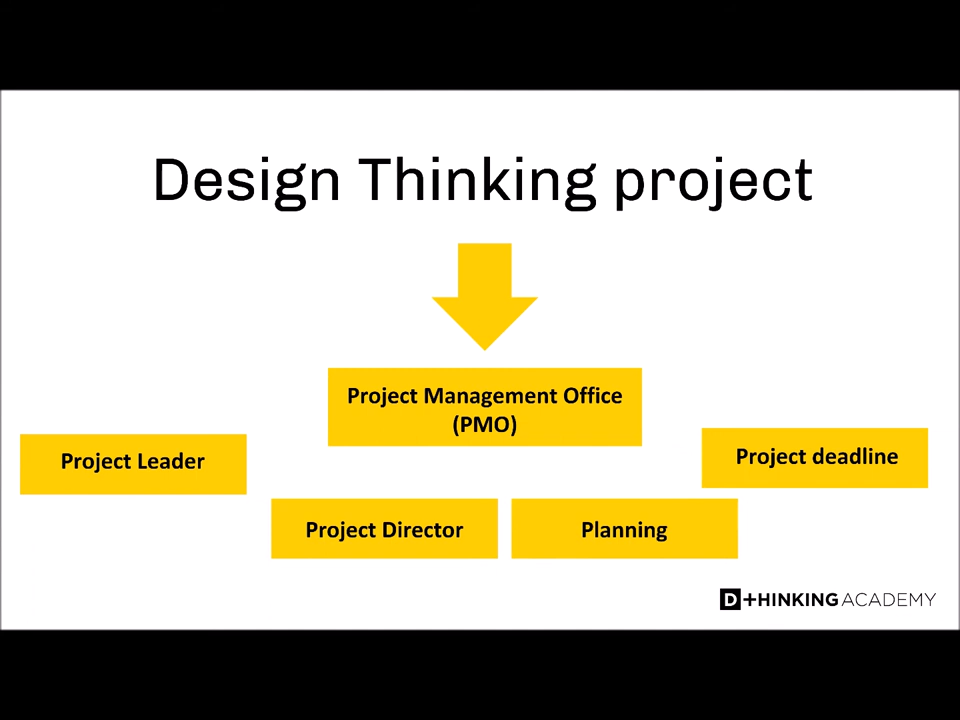 Design Thinking project
Project Management Office
(PMO)
Project Leader
Project deadline
Project Director
Planning
D +HINKING ACADEMY